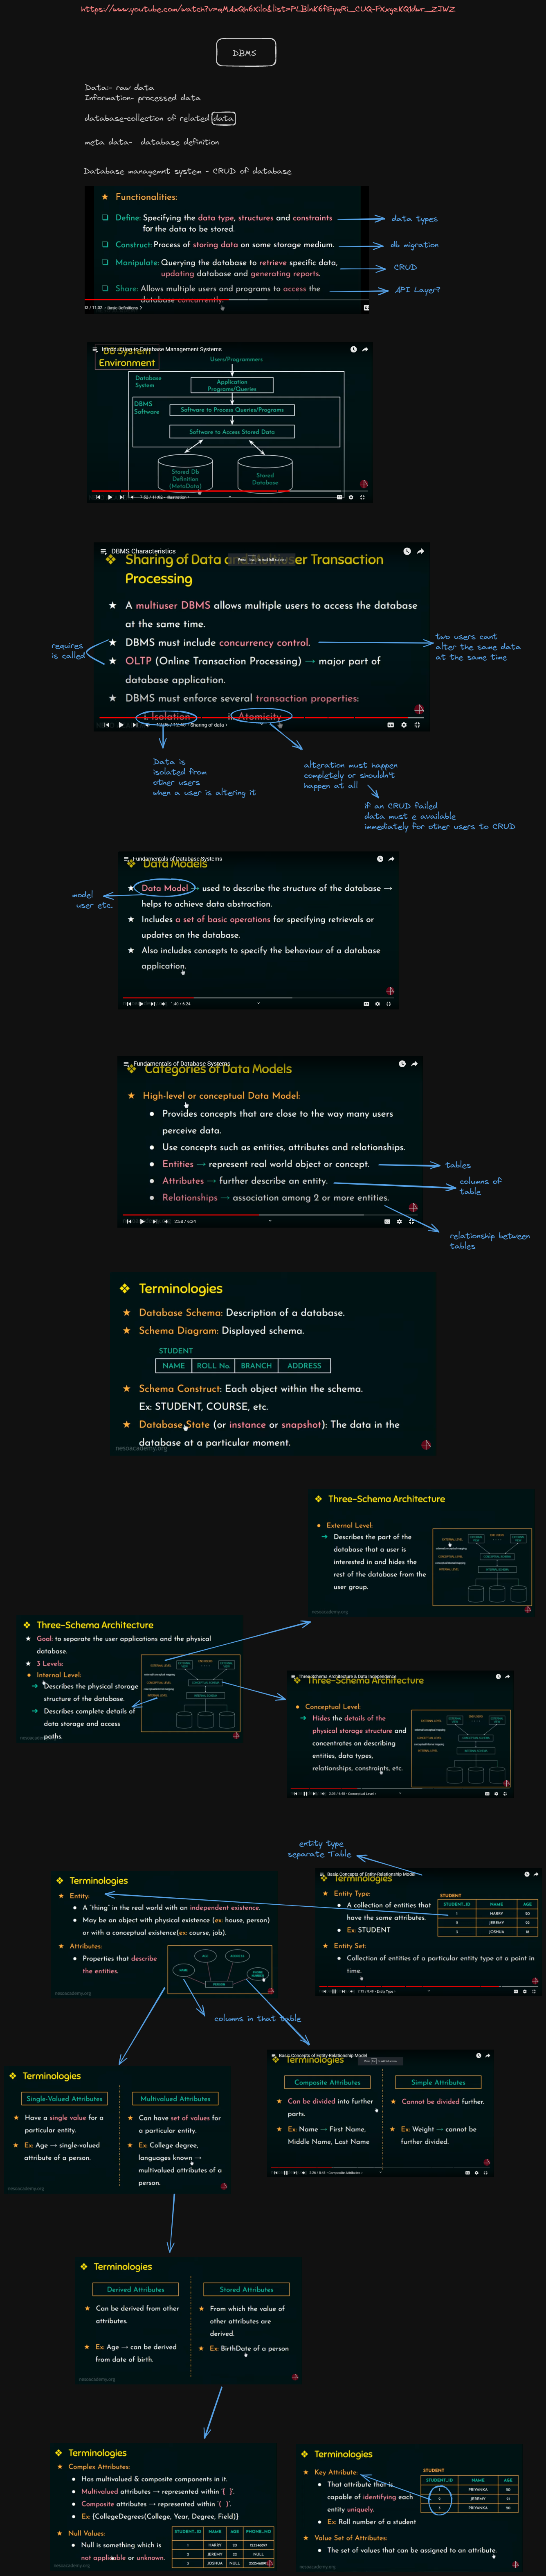 DBMS
Data:- raw data
Information- processed data
database-collection of related data
meta data- database definition
Database managemnt system - CRUD of database
★ Functionalities:
❑ Define: Specifying the data type, structures and constraints
for the data to be stored.
data types
❑ Construct: Process of storing data on some storage medium.
db migration
❑ Manipulate: Querying the database to retrieve specific data,
updating database and generating reports.
CRUD
❑ Share: Allows multiple users and programs to access the
database concurrently.
API Layer?
Introduction to Database Management Systems
DB System
Environment
Users/Programmers
Database
System
Application
Programs/Queries
DBMS
Software
Software to Process Queries/Programs
Software to Access Stored Data
Stored Db
Definition
(MetaData)
Stored
Database
7:02 / 11:02 • Illustration
DBMS Characteristics
❖ Sharing of Data and Multiuser Transaction
Processing
★ A multiuser DBMS allows multiple users to access the database
at the same time.
★ DBMS must include concurrency control.
★ OLTP (Online Transaction Processing) → major part of
database application.
★ DBMS must enforce several transaction properties:
i. Isolation ii. Atomicity
requires
is called
two users cant
alter the same data
at the same time
Data is
isolated from
other users
when a user is altering it
alteration must happen
completely or shouldn't
happen at all
if an CRUD failed
data must e available
immediately for other users to CRUD
Fundamentals of Database Systems
❖ Data Models
★ Data Model → used to describe the structure of the database →
helps to achieve data abstraction.
★ Includes a set of basic operations for specifying retrievals or
updates on the database.
★ Also includes concepts to specify the behaviour of a database
application.
1:40 / 6:24
model
user etc.
Fundamentals of Database Systems
❖ Categories of Data Models
★ High-level or conceptual Data Model:
● Provides concepts that are close to the way many users
perceive data.
● Use concepts such as entities, attributes and relationships.
● Entities → represent real world object or concept.
● Attributes → further describe an entity.
● Relationships → association among 2 or more entities.
2:58 / 6:24
tables
columns of
table
relationship between
tables
❖ Terminologies
★ Database Schema: Description of a database.
★ Schema Diagram: Displayed schema.
STUDENT
NAME ROLL No. BRANCH ADDRESS
★ Schema Construct: Each object within the schema.
Ex: STUDENT, COURSE, etc.
★ Database State (or instance or snapshot): The data in the
database at a particular moment.
nesoacademy.org
❖ Three-Schema Architecture
● External Level:
➔ Describes the part of the
database that a user is
interested in and hides the
rest of the database from the
user group.
nesoacademy.org
❖ Three-Schema Architecture
★ Goal: to separate the user applications and the physical
database.
★ 3 Levels:
● Internal Level:
➔ Describes the physical storage
structure of the database.
➔ Describes complete details of
data storage and access
paths.
Three-Schema Architecture & Data Independence
❖ Three-Schema Architecture
● Conceptual Level:
➔ Hides the details of the
physical storage structure and
concentrates on describing
entities, data types,
relationships, constraints, etc.
entity type
separate Table
❖ Terminologies
★ Entity:
● A "thing" in the real world with an independent existence.
● May be an object with physical existence (ex: house, person)
or with a conceptual existence(ex: course, job).
★ Attributes:
● Properties that describe
the entities.
nesoacademy.org
Basic Concepts of Entity-Relationship Model
❖ Terminologies
★ Entity Type:
● A collection of entities that
have the same attributes.
● Ex: STUDENT
STUDENT
STUDENT_ID NAME AGE
1 HARRY 20
2 JEREMY 22
3 JOSHUA
★ Entity Set:
● Collection of entities of a particular entity type at a point in
time.
columns in that table
❖ Terminologies
Single-Valued Attributes
★ Have a single value for a
particular entity.
★ Ex: Age → single-valued
attribute of a person.
Multivalued Attributes
★ Can have set of values for
a particular entity.
★ Ex: College degree,
languages known →
multivalued attributes of a
person.
nesoacademy.org
Basic Concepts of Entity-Relationship Model
❖ Terminologies
Composite Attributes
★ Can be divided into further
parts.
★ Ex: Name → First Name,
Middle Name, Last Name
Simple Attributes
★ Cannot be divided further.
★ Ex: Weight → cannot be
further divided.
❖ Terminologies
Derived Attributes
★ Can be derived from other
attributes.
★ Ex: Age → can be derived
from date of birth.
Stored Attributes
★ From which the value of
other attributes are
derived.
★ Ex: BirthDate of a person
nesoacademy.org
❖ Terminologies
★ Complex Attributes:
● Has multivalued & composite components in it.
● Multivalued attributes → represented within '{ }'.
● Composite attributes → represented within '( )'.
● Ex: {CollegeDegrees(College, Year, Degree, Field)}
★ Null Values:
● Null is something which is
not applicable or unknown.
STUDENT_ID NAME AGE PHONE_NO
1 HARRY 20
2 JEREMY 22 NULL
3 JOSHUA NULL
nesoacademy.org
❖ Terminologies
★ Key Attribute:
● That attribute that is
capable of identifying each
entity uniquely.
● Ex: Roll number of a student
STUDENT
STUDENT_ID NAME AGE
1 PRIYANKA 20
2 JEREMY 21
3 PRIYANKA 20
★ Value Set of Attributes:
● The set of values that can be assigned to an attribute.
nesoacademy.org